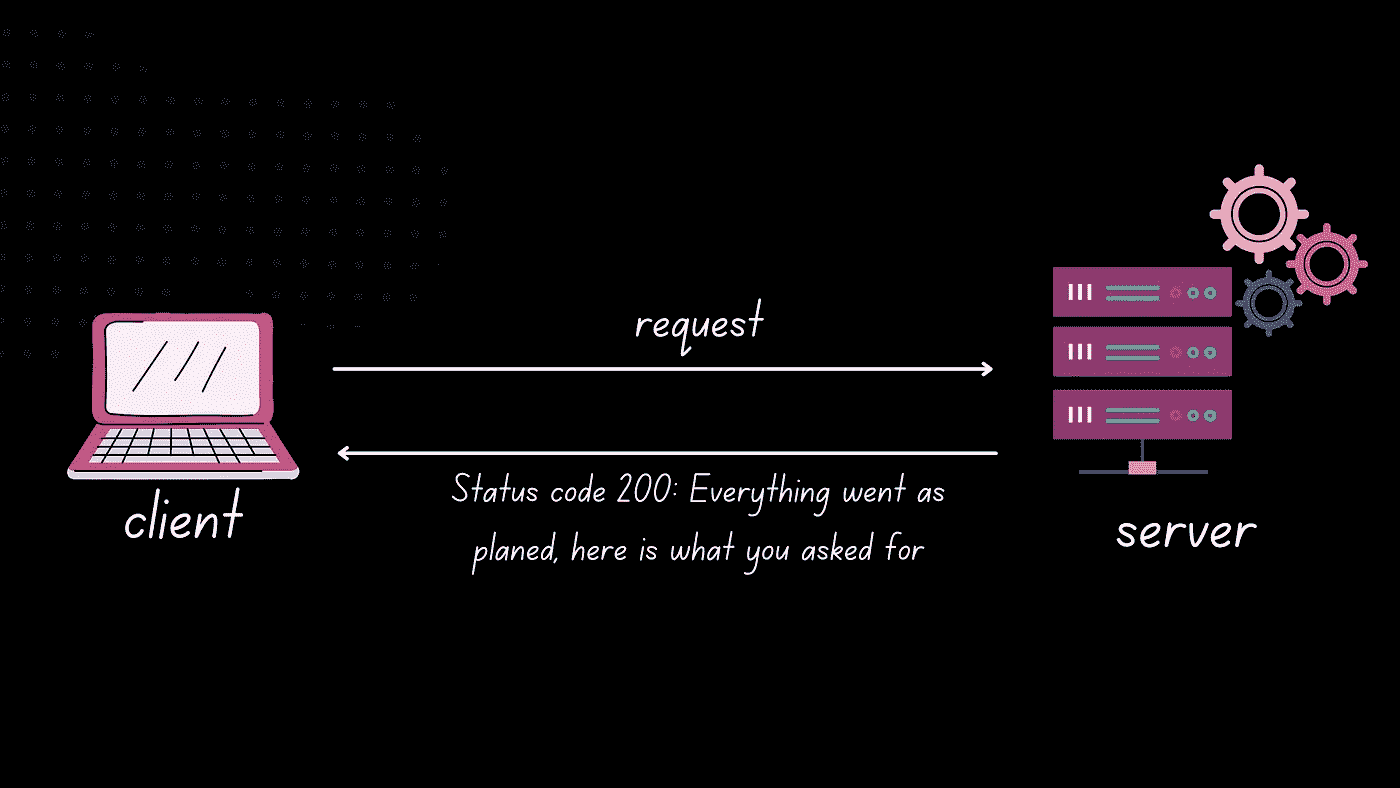 request
Status code 200: Everything went as
planed, here is what you asked for
client
server